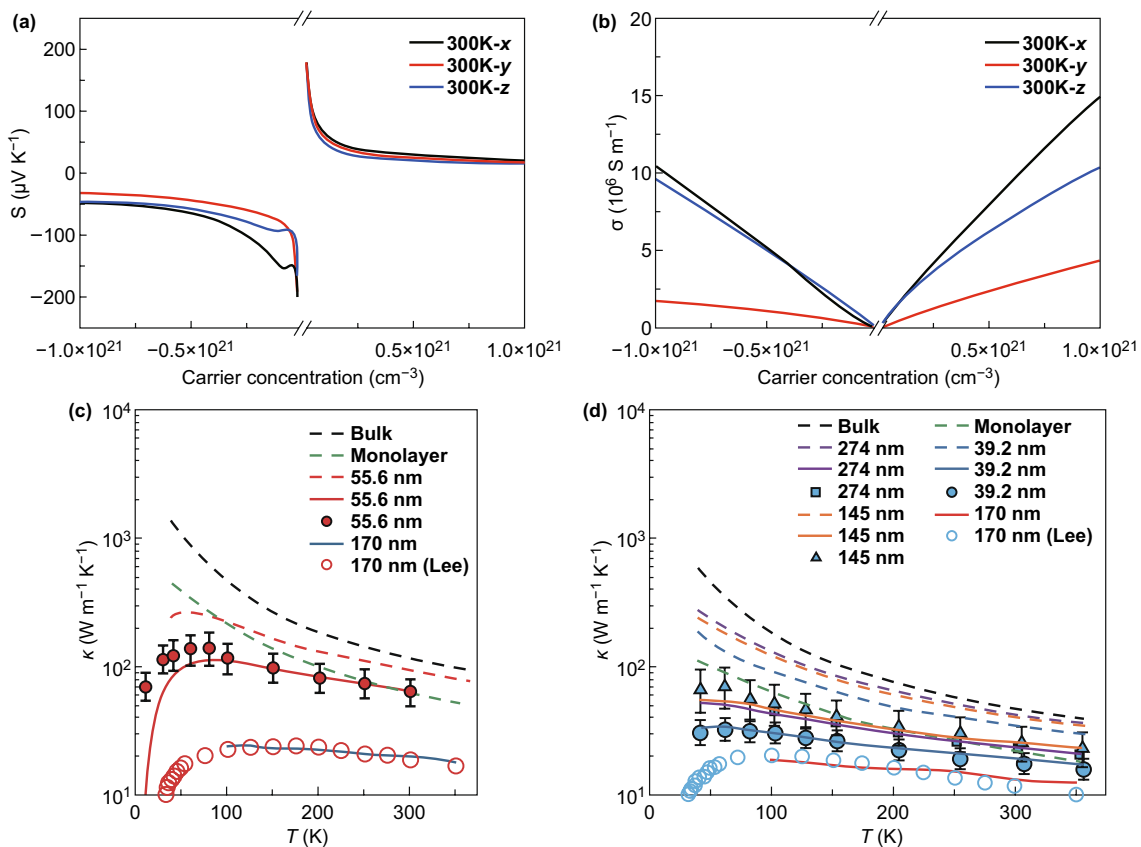 (a)
300K-x
300K-y
300K-z
200
100
0
−100
−200
S (μV K⁻¹)
−1.0×10²¹ −0.5×10²¹ 0.5×10²¹ 1.0×10²¹
Carrier concentration (cm⁻³)
(b)
300K-x
300K-y
300K-z
20
15
10
5
0
σ (10⁶ S m⁻¹)
−1.0×10²¹ −0.5×10²¹ 0.5×10²¹ 1.0×10²¹
Carrier concentration (cm⁻³)
(c)
Bulk
Monolayer
55.6 nm
55.6 nm
55.6 nm
170 nm
170 nm (Lee)
10⁴
10³
10²
10¹
κ (W m⁻¹ K⁻¹)
0 100 200 300
T (K)
(d)
Bulk Monolayer
274 nm 39.2 nm
274 nm 39.2 nm
274 nm 39.2 nm
145 nm 170 nm
145 nm 170 nm (Lee)
145 nm
10⁴
10³
10²
10¹
κ (W m⁻¹ K⁻¹)
0 100 200 300
T (K)